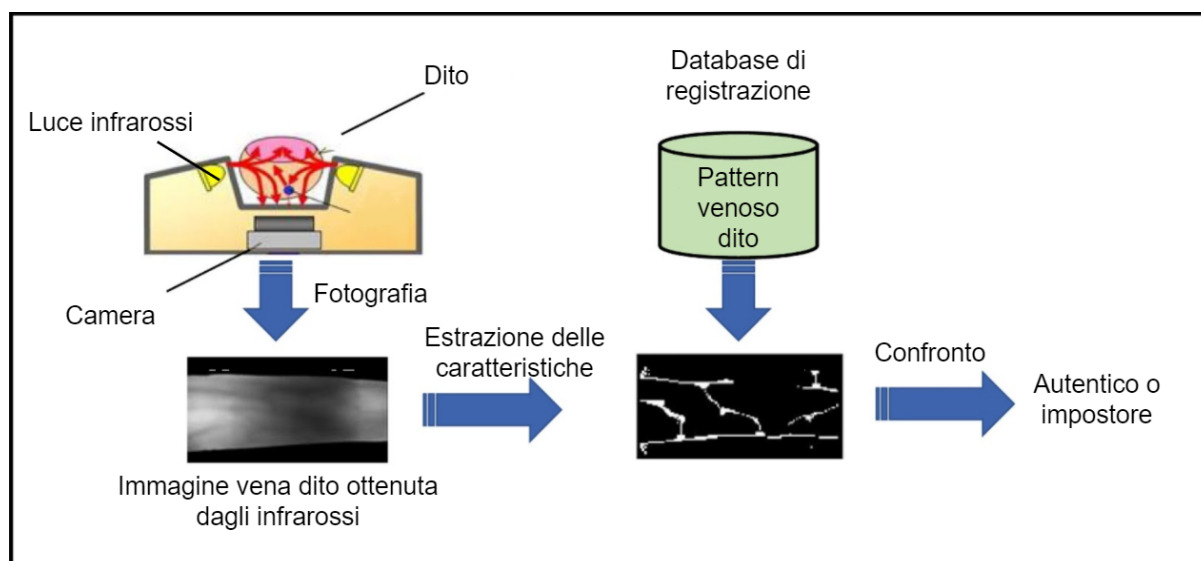 Dito
Luce infrarossi
Camera
Fotografia
Immagine vena dito ottenuta
dagli infrarossi
Estrazione delle
caratteristiche
Database di
registrazione
Pattern
venoso
dito
Confronto
Autentico o
impostore